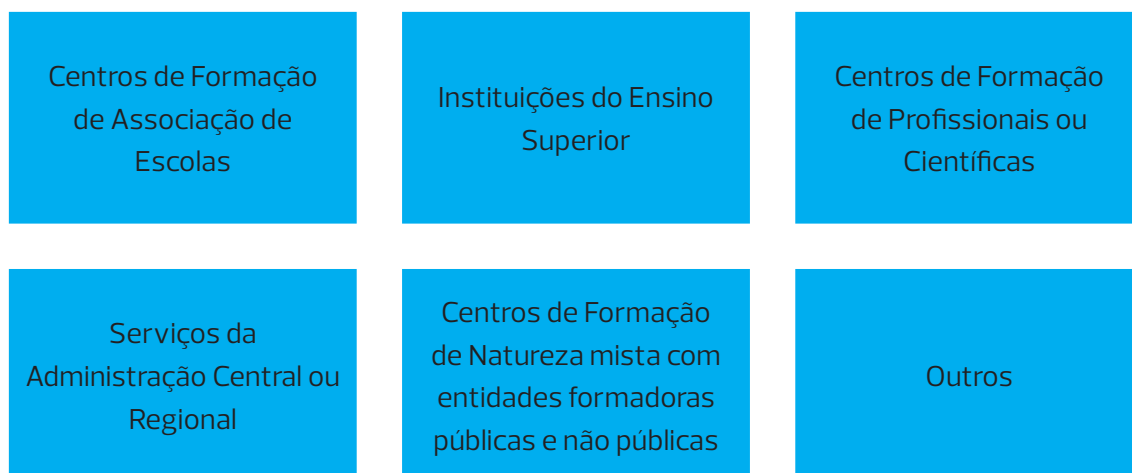 Centros de Formação
de Associação de
Escolas
Instituições do Ensino
Superior
Centros de Formação
de Profissionais ou
Científicas
Serviços da
Administração Central ou
Regional
Centros de Formação
de Natureza mista com
entidades formadoras
públicas e não públicas
Outros